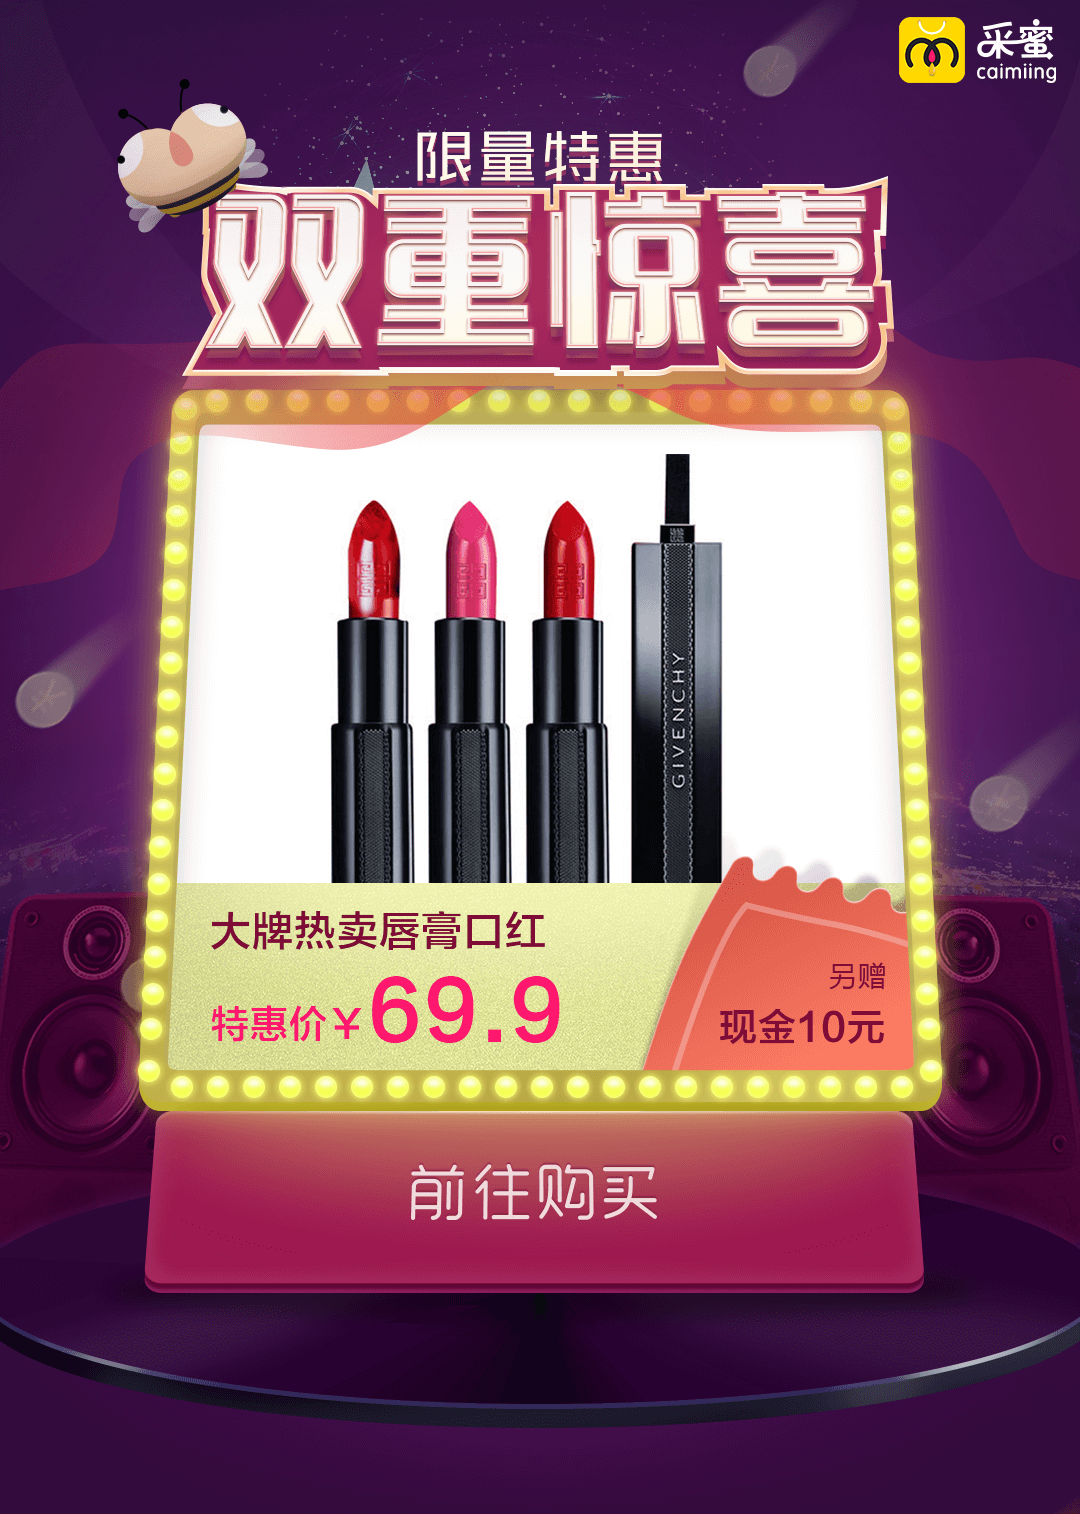 采蜜
caimiing
限量特惠
双重惊喜
GIVENCHY
大牌热卖唇膏口红
特惠价￥69.9
另赠
现金10元
前往购买